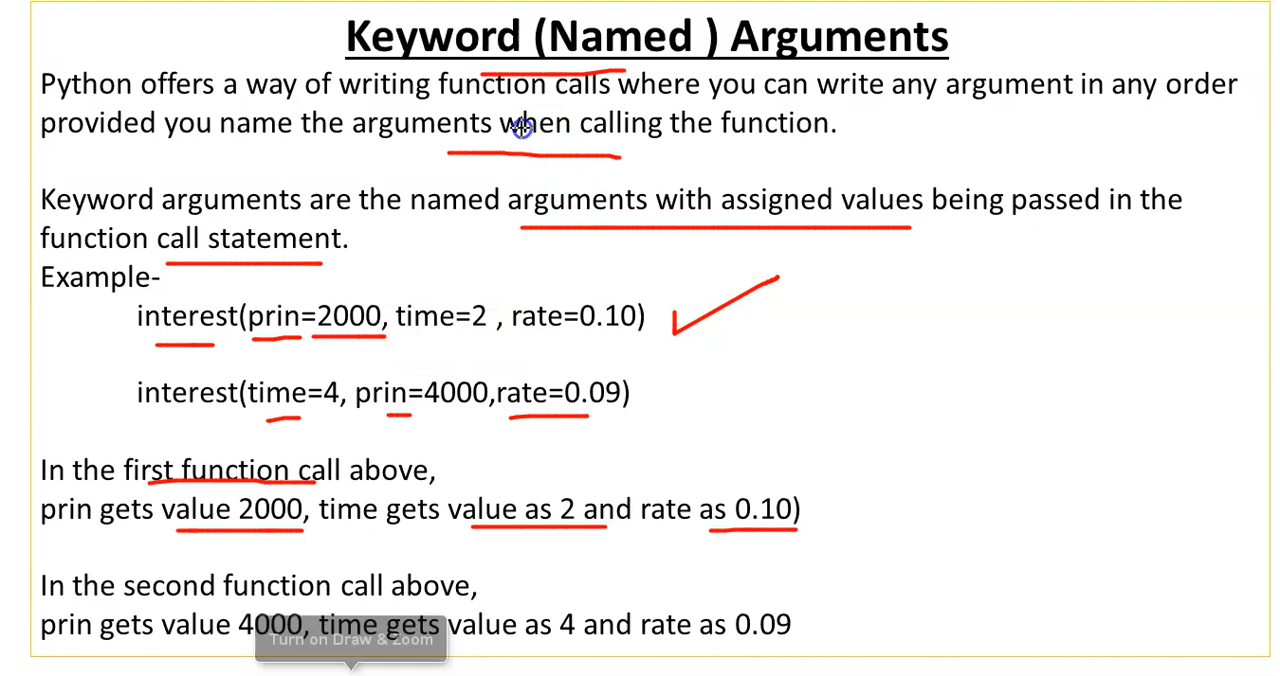 Keyword (Named ) Arguments
Python offers a way of writing function calls where you can write any argument in any order
provided you name the arguments when calling the function.
Keyword arguments are the named arguments with assigned values being passed in the
function call statement.
Example-
interest(prin=2000, time=2 , rate=0.10)
interest(time=4, prin=4000,rate=0.09)
In the first function call above,
prin gets value 2000, time gets value as 2 and rate as 0.10)
In the second function call above,
prin gets value 4000, time gets value as 4 and rate as 0.09
Turn on Draw & Zoom